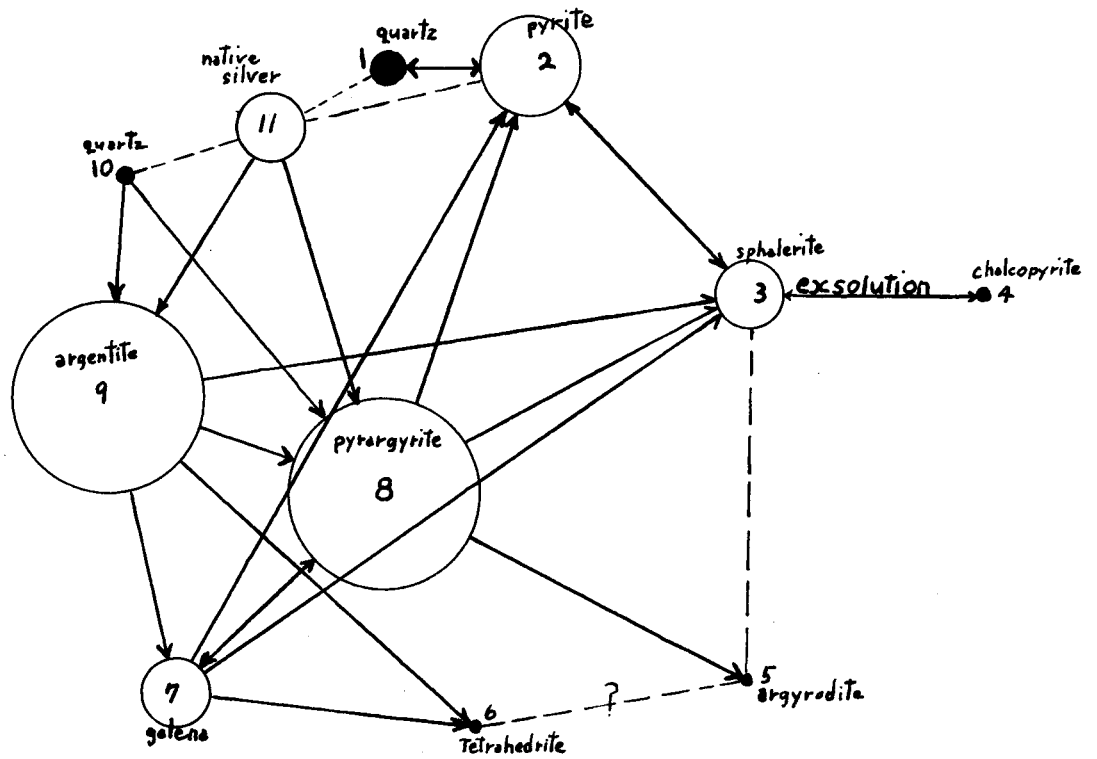 quartz
1
pyrite
2
native
silver
11
quartz
10
sphalerite
3
exsolution
chalcopyrite
4
argentite
9
pyrargyrite
8
5
argyrodite
?
6
Tetrahedrite
7
galena